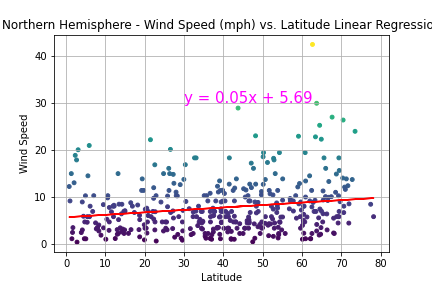 Northern Hemisphere - Wind Speed (mph) vs. Latitude Linear Regressio
40
30
20
10
0
Wind Speed
y = 0.05x + 5.69
0 10 20 30 40 50 60 70 80
Latitude